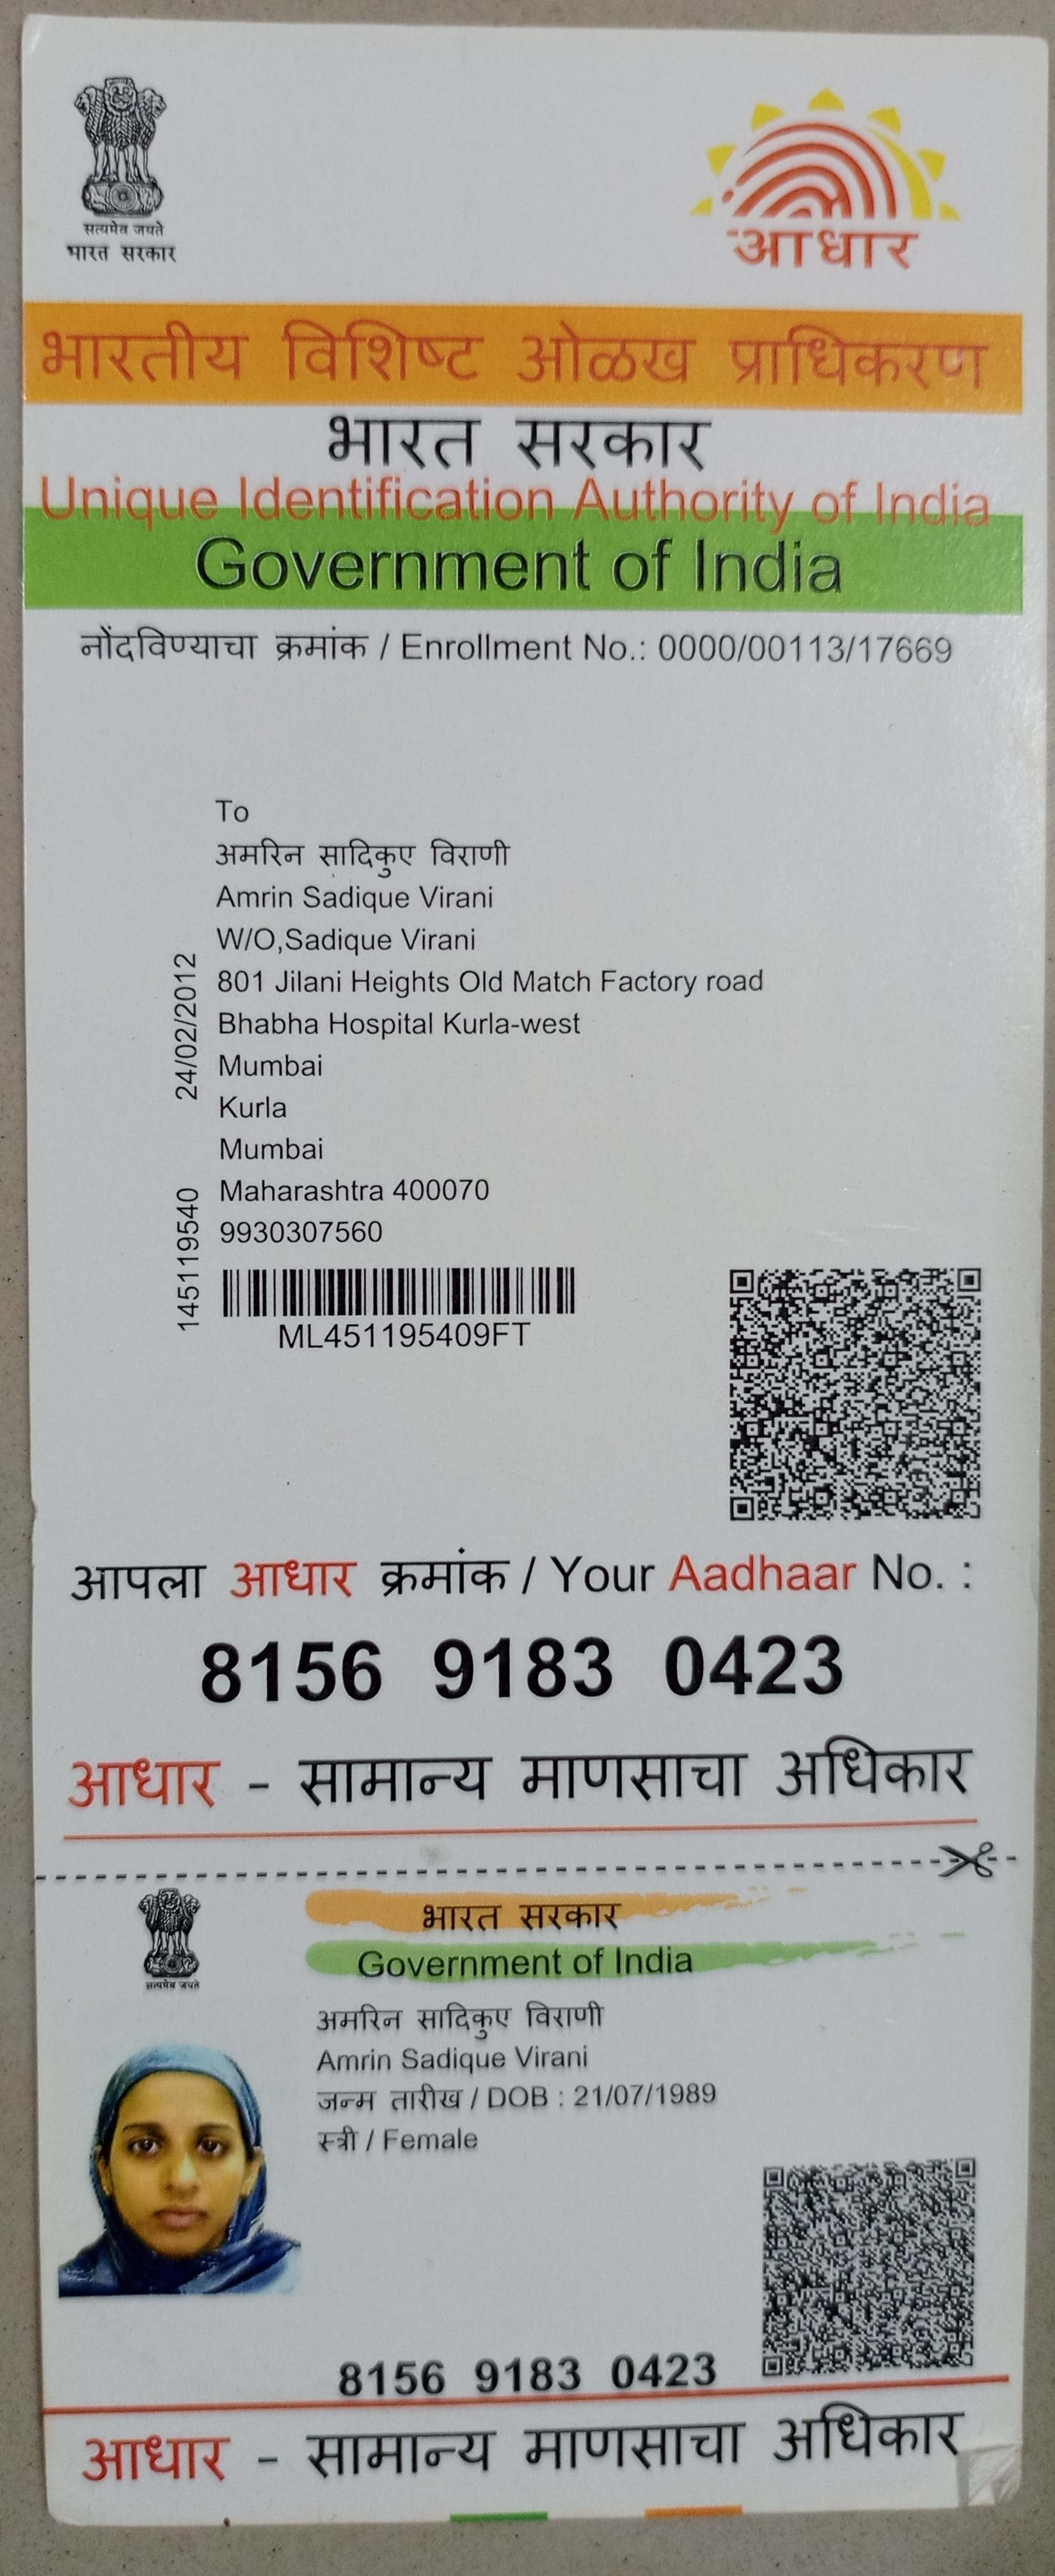 सत्यमेव जयते
भारत सरकार
आधार
भारतीय विशिष्ट ओळख प्राधिकरण
भारत सरकार
Unique Identification Authority of India
Government of India
नोंदविण्याचा क्रमांक / Enrollment No.: 0000/00113/17669
To
अमरिन सादिकुए विराणी
Amrin Sadique Virani
W/O,Sadique Virani
801 Jilani Heights Old Match Factory road
Bhabha Hospital Kurla-west
Mumbai
Kurla
Mumbai
Maharashtra 400070
9930307560
145119540 24/02/2012
ML451195409FT
आपला आधार क्रमांक / Your Aadhaar No. :
8156 9183 0423
आधार - सामान्य माणसाचा अधिकार
सत्यमेव जयते
भारत सरकार
Government of India
अमरिन सादिकुए विराणी
Amrin Sadique Virani
जन्म तारीख / DOB : 21/07/1989
स्त्री / Female
8156 9183 0423
आधार - सामान्य माणसाचा अधिकार